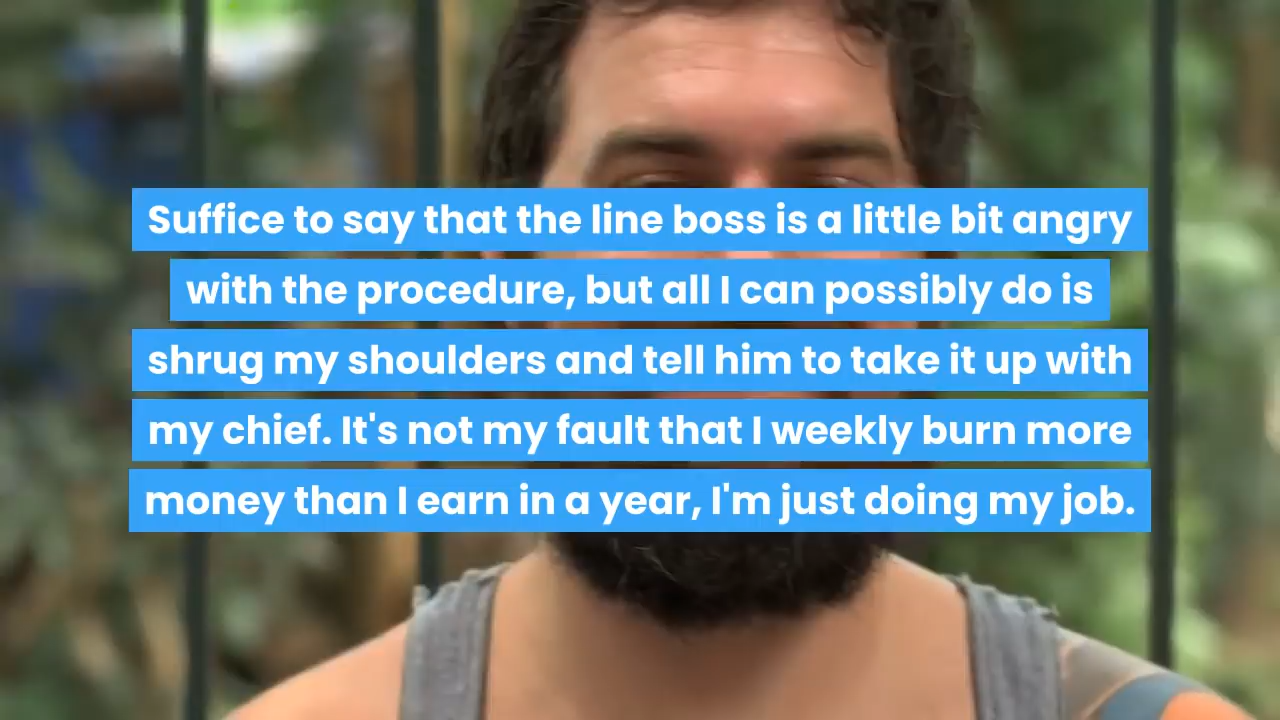 Suffice to say that the line boss is a little bit angry
with the procedure, but all I can possibly do is
shrug my shoulders and tell him to take it up with
my chief. It's not my fault that I weekly burn more
money than I earn in a year, I'm just doing my job.